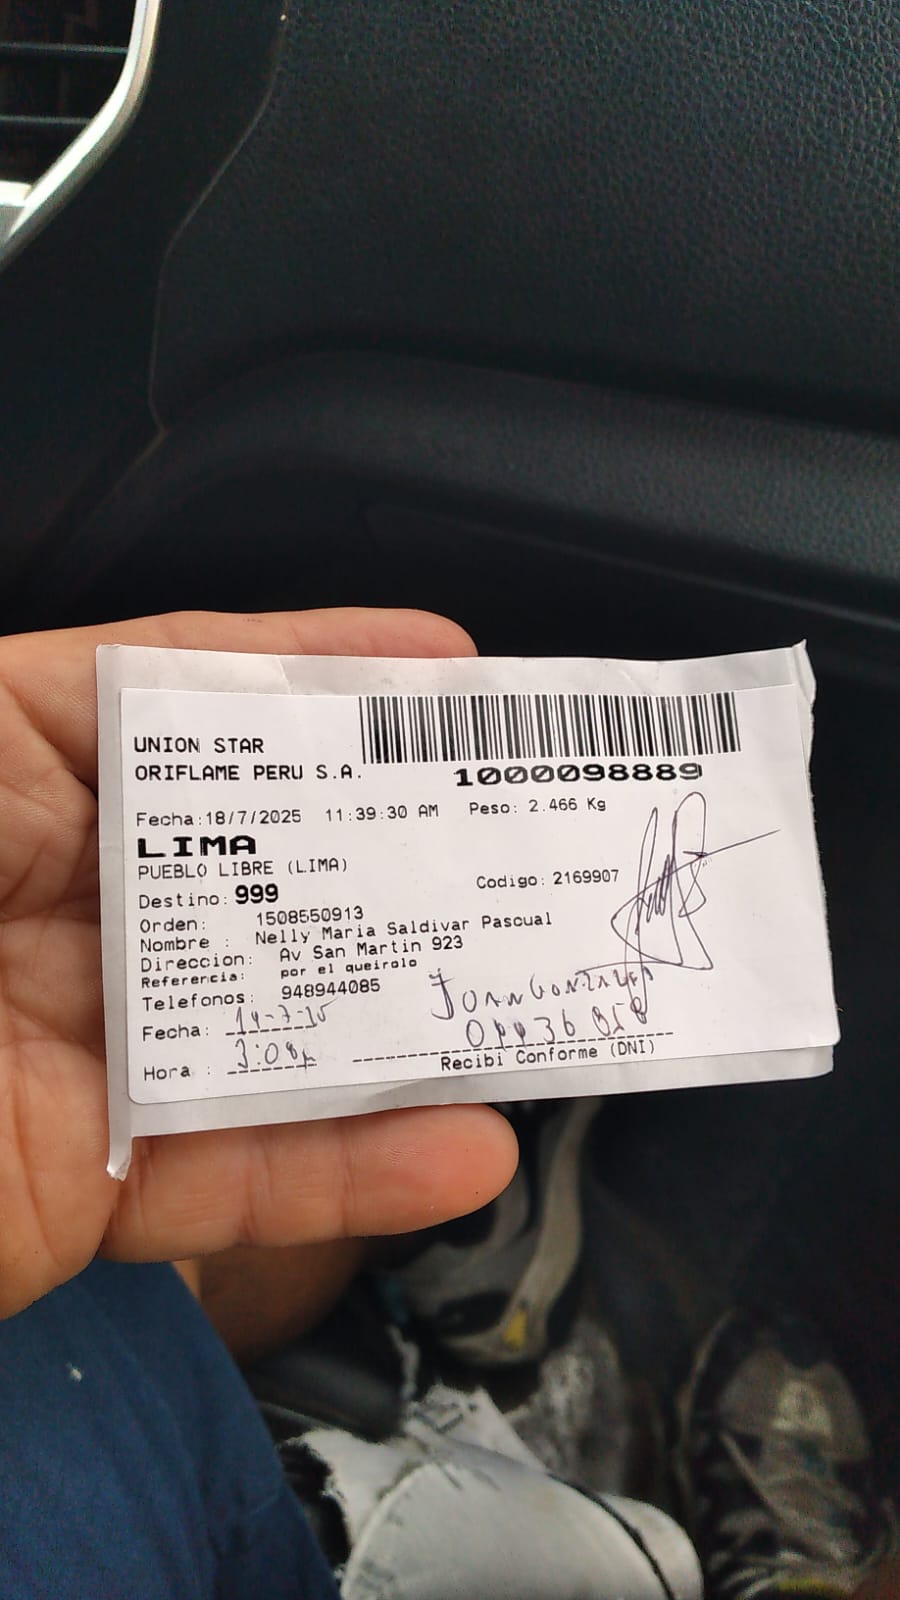 UNION STAR
ORIFLAME PERU S.A.
1000098889
Fecha:18/7/2025 11:39:30 AM Peso: 2.466 Kg
LIMA
PUEBLO LIBRE (LIMA)
Destino: 999 Codigo: 2169907
Orden: 1508550913
Nombre : Nelly Maria Saldivar Pascual
Direccion: Av San Martin 923
Referencia: por el queirolo
Telefonos: 948944085
Fecha:
Hora : 3:08
Recibi Conforme (DNI)